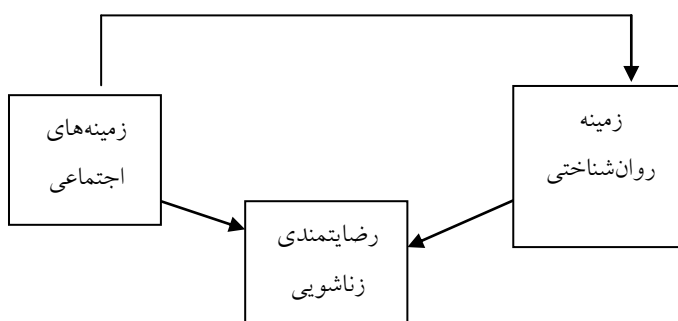 زمینه
روان‌شناختی
زمینه‌های
اجتماعی
رضایتمندی
زناشویی